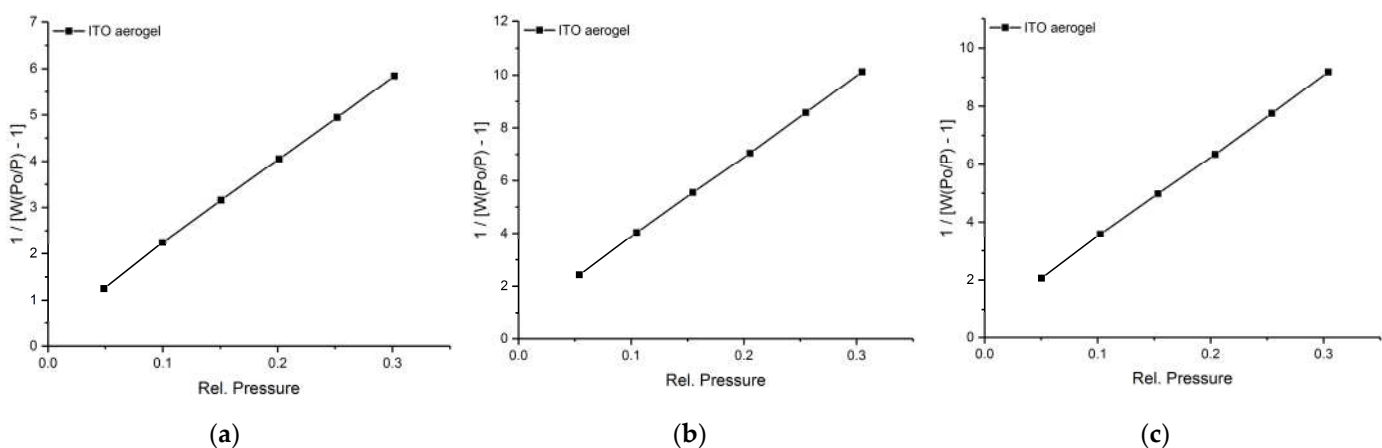 ITO aerogel
7
6
5
4
3
2
1
0
1 / [W(Po/P) - 1]
0.0 0.1 0.2 0.3
Rel. Pressure
(a)
ITO aerogel
12
10
8
6
4
2
0
1 / [W(Po/P) - 1]
0.0 0.1 0.2 0.3
Rel. Pressure
(b)
ITO aerogel
10
8
6
4
2
0
1 / [W(Po/P) - 1]
0.0 0.1 0.2 0.3
Rel. Pressure
(c)